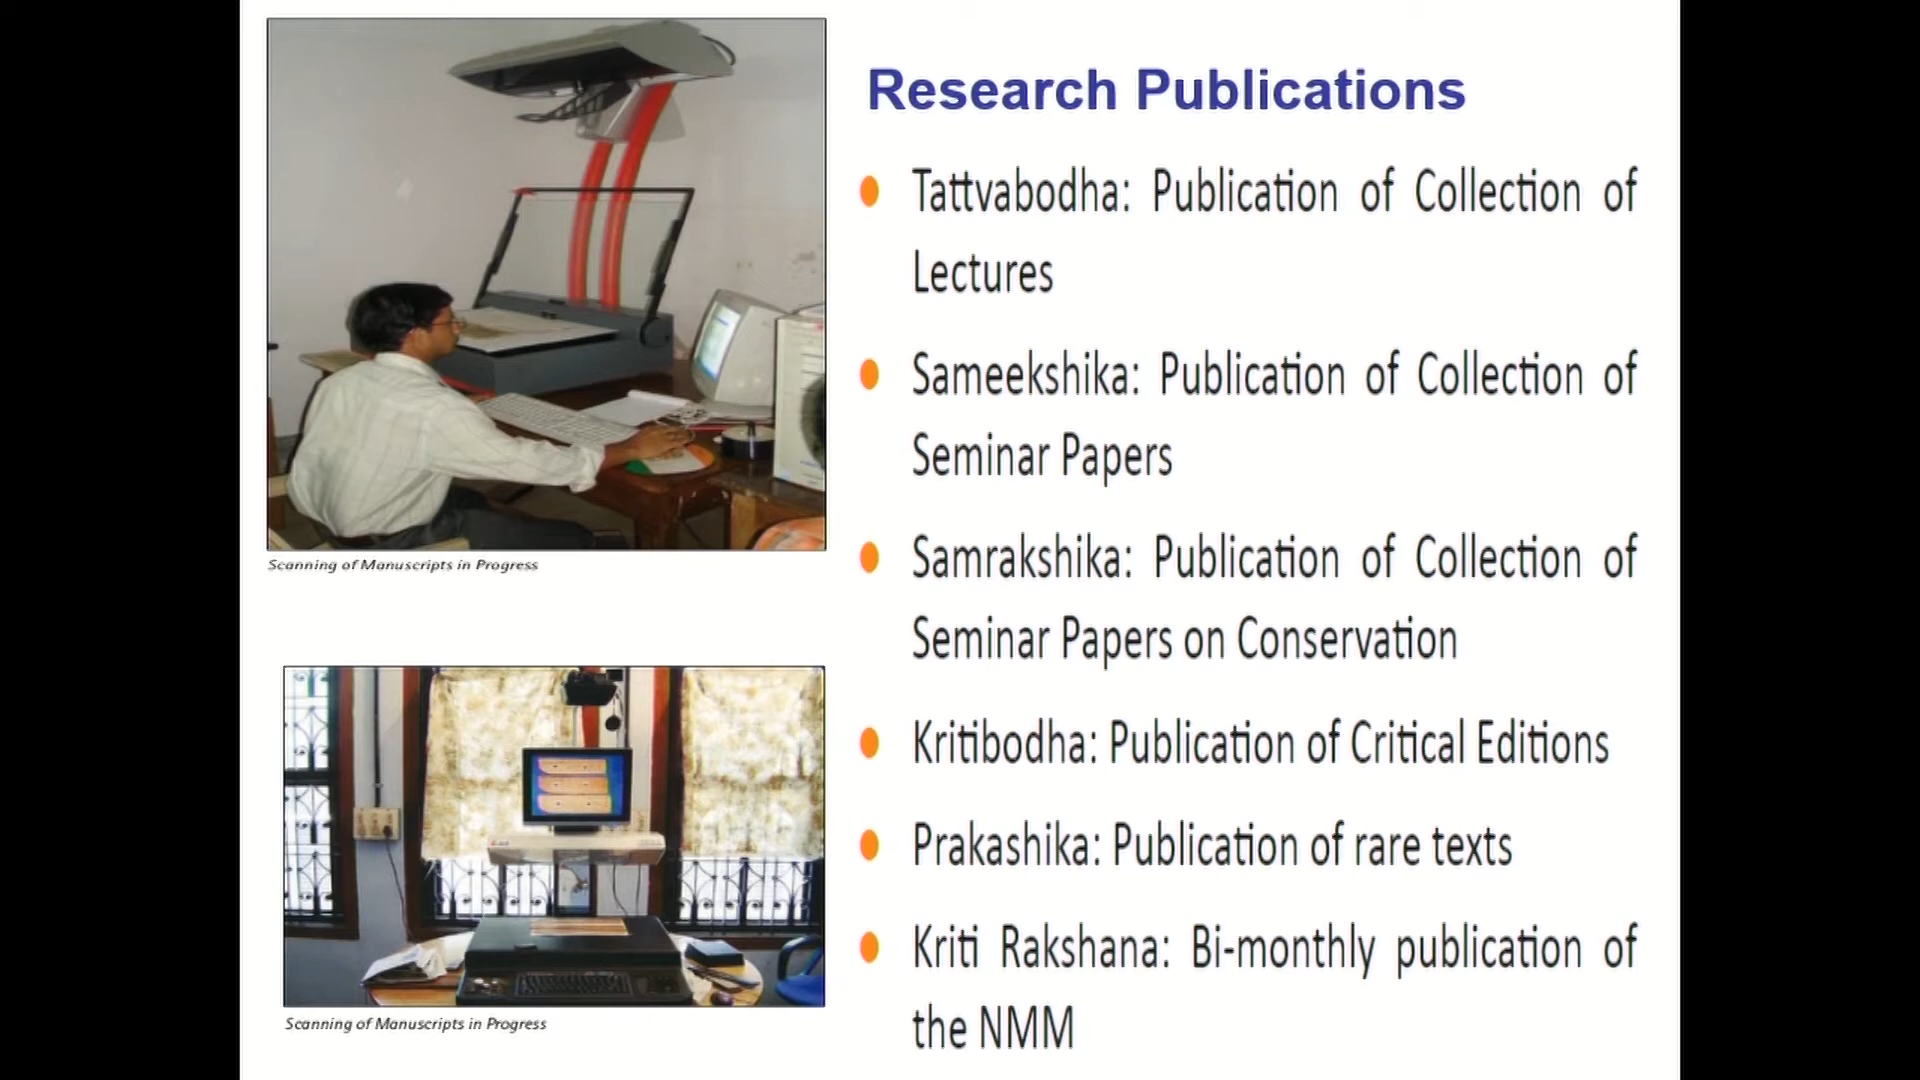 Research Publications
Tattvabodha: Publication of Collection of
Lectures
Sameekshika: Publication of Collection of
Seminar Papers
Samrakshika: Publication of Collection of
Seminar Papers on Conservation
Kritibodha: Publication of Critical Editions
Prakashika: Publication of rare texts
Kriti Rakshana: Bi-monthly publication of
the NMM
Scanning of Manuscripts in Progress
Scanning of Manuscripts in Progress